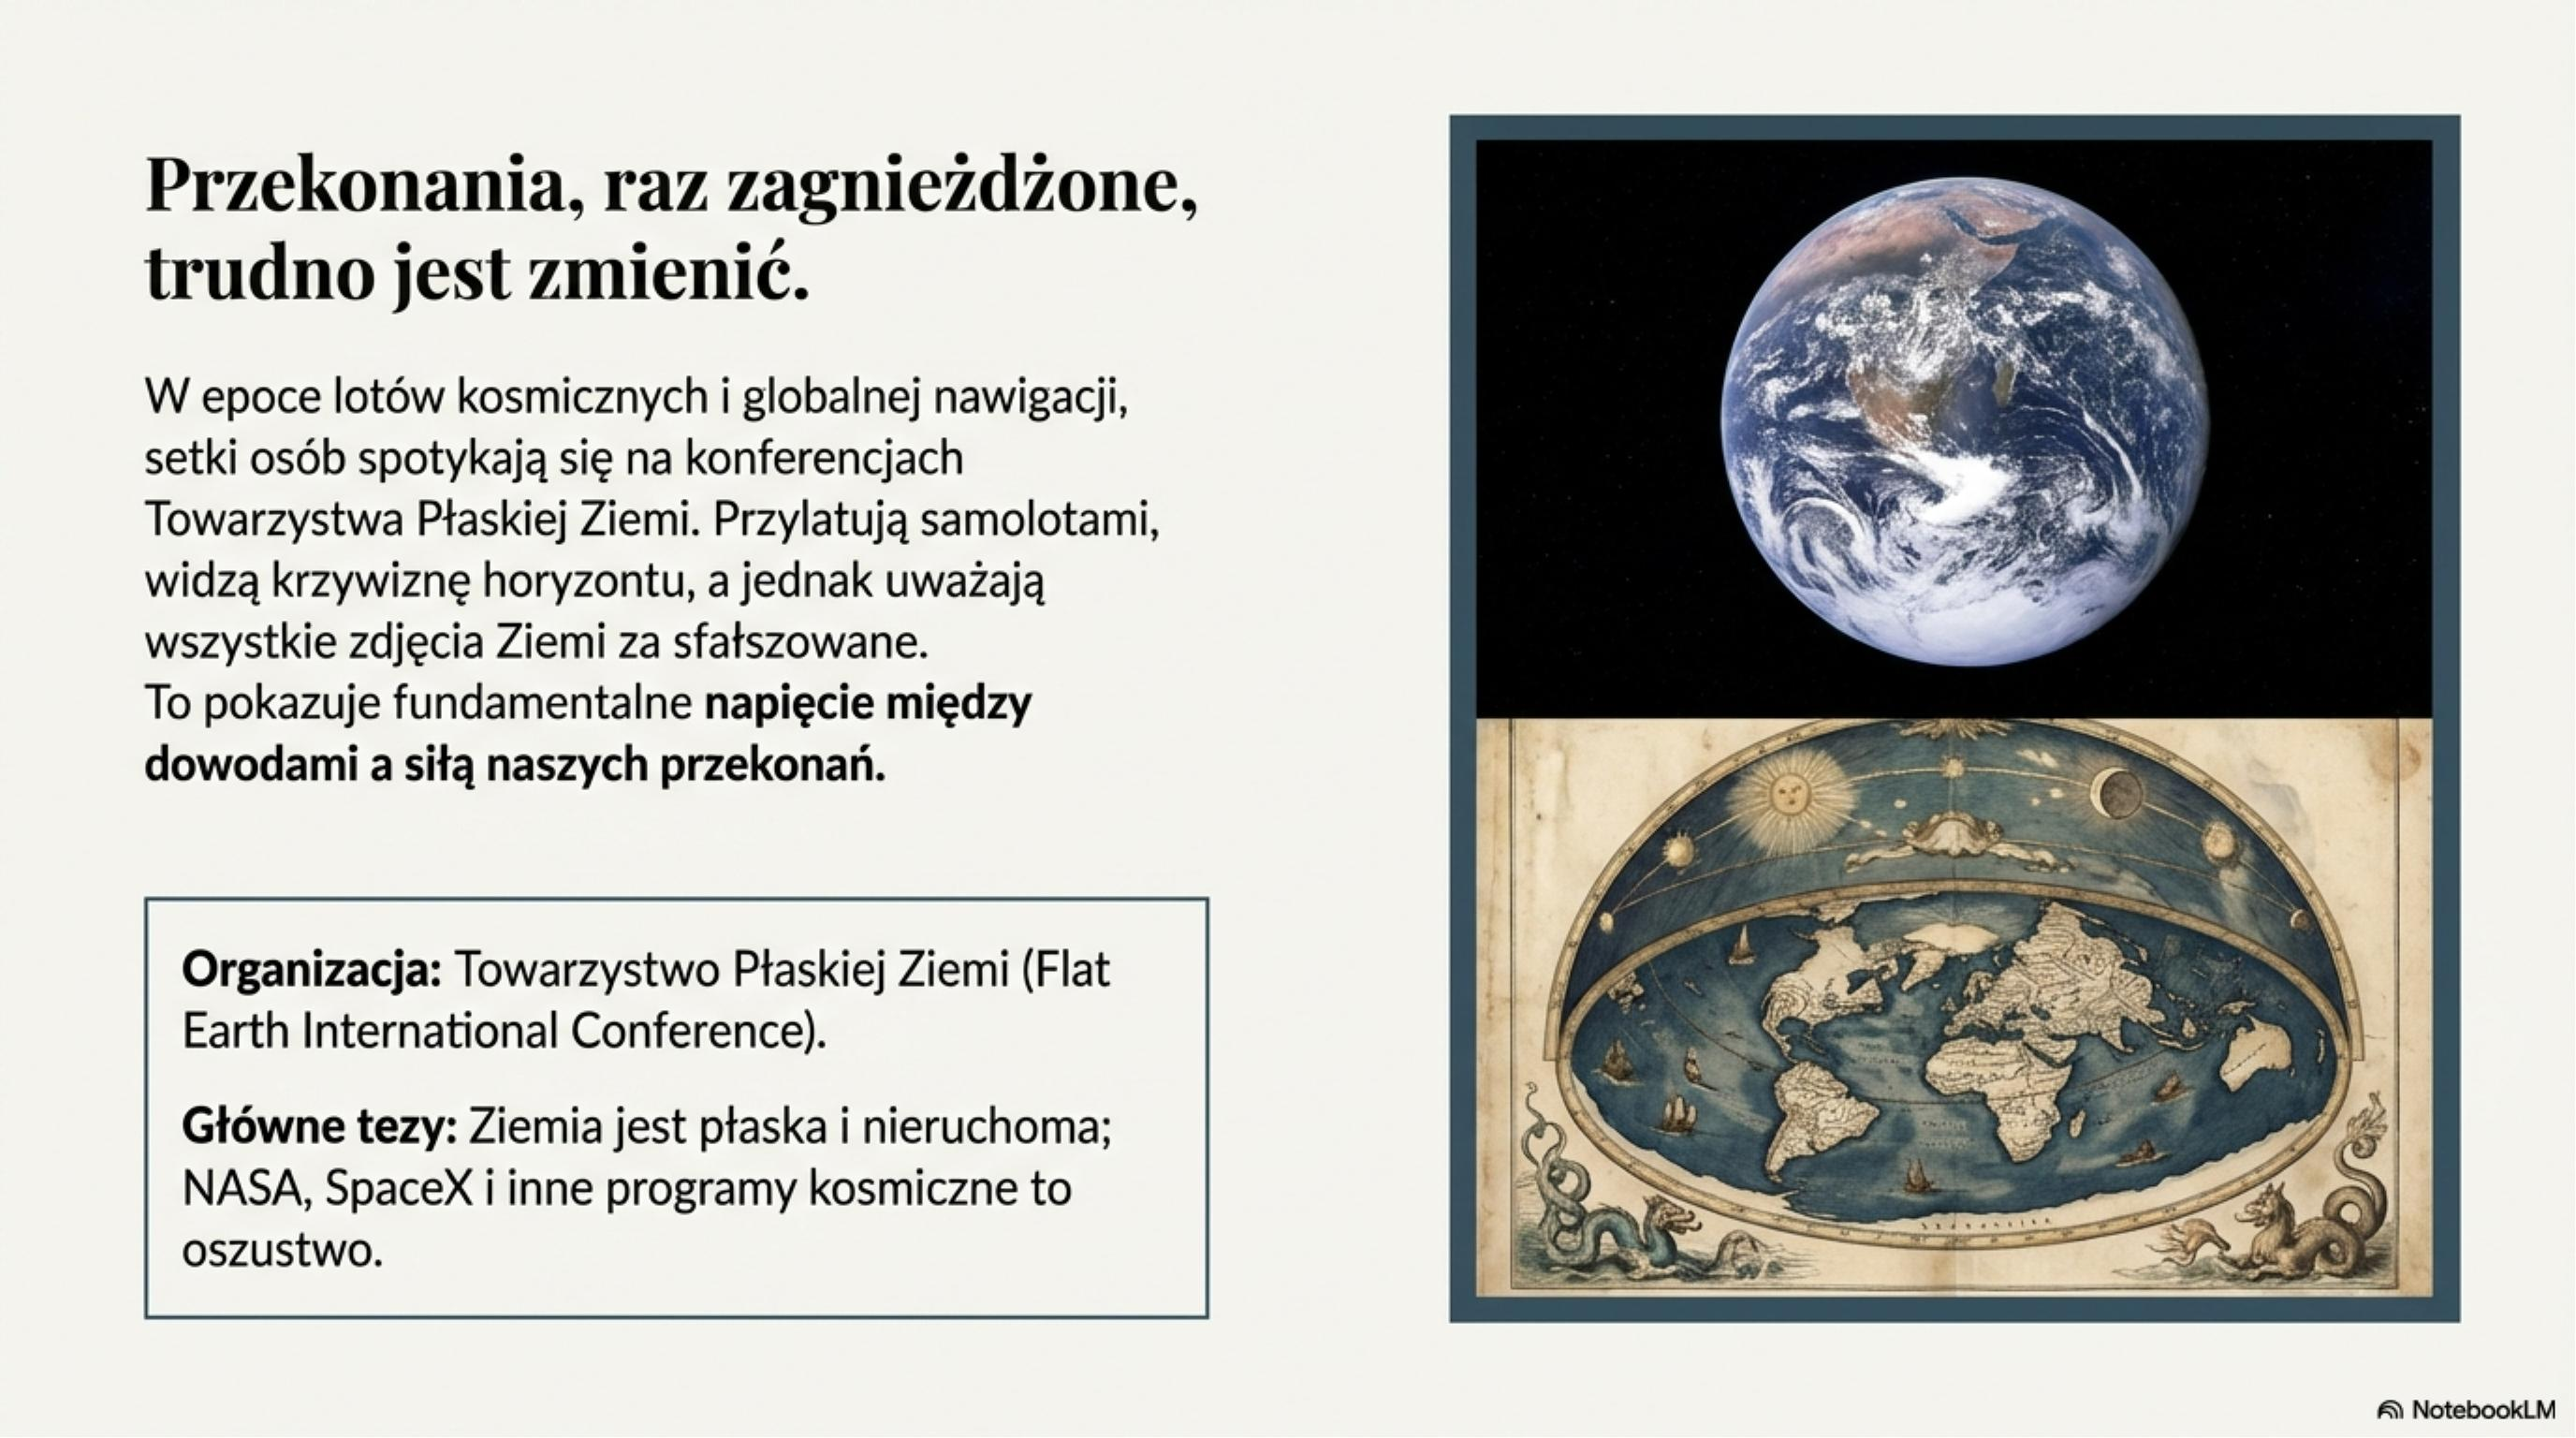 Przekonania, raz zagnieżdżone,
trudno jest zmienić.
W epoce lotów kosmicznych i globalnej nawigacji,
setki osób spotykają się na konferencjach
Towarzystwa Płaskiej Ziemi. Przylatują samolotami,
widzą krzywiznę horyzontu, a jednak uważają
wszystkie zdjęcia Ziemi za sfałszowane.
To pokazuje fundamentalne napięcie między
dowodami a siłą naszych przekonań.
Organizacja: Towarzystwo Płaskiej Ziemi (Flat
Earth International Conference).
Główne tezy: Ziemia jest płaska i nieruchoma;
NASA, SpaceX i inne programy kosmiczne to
oszustwo.
NotebookLM